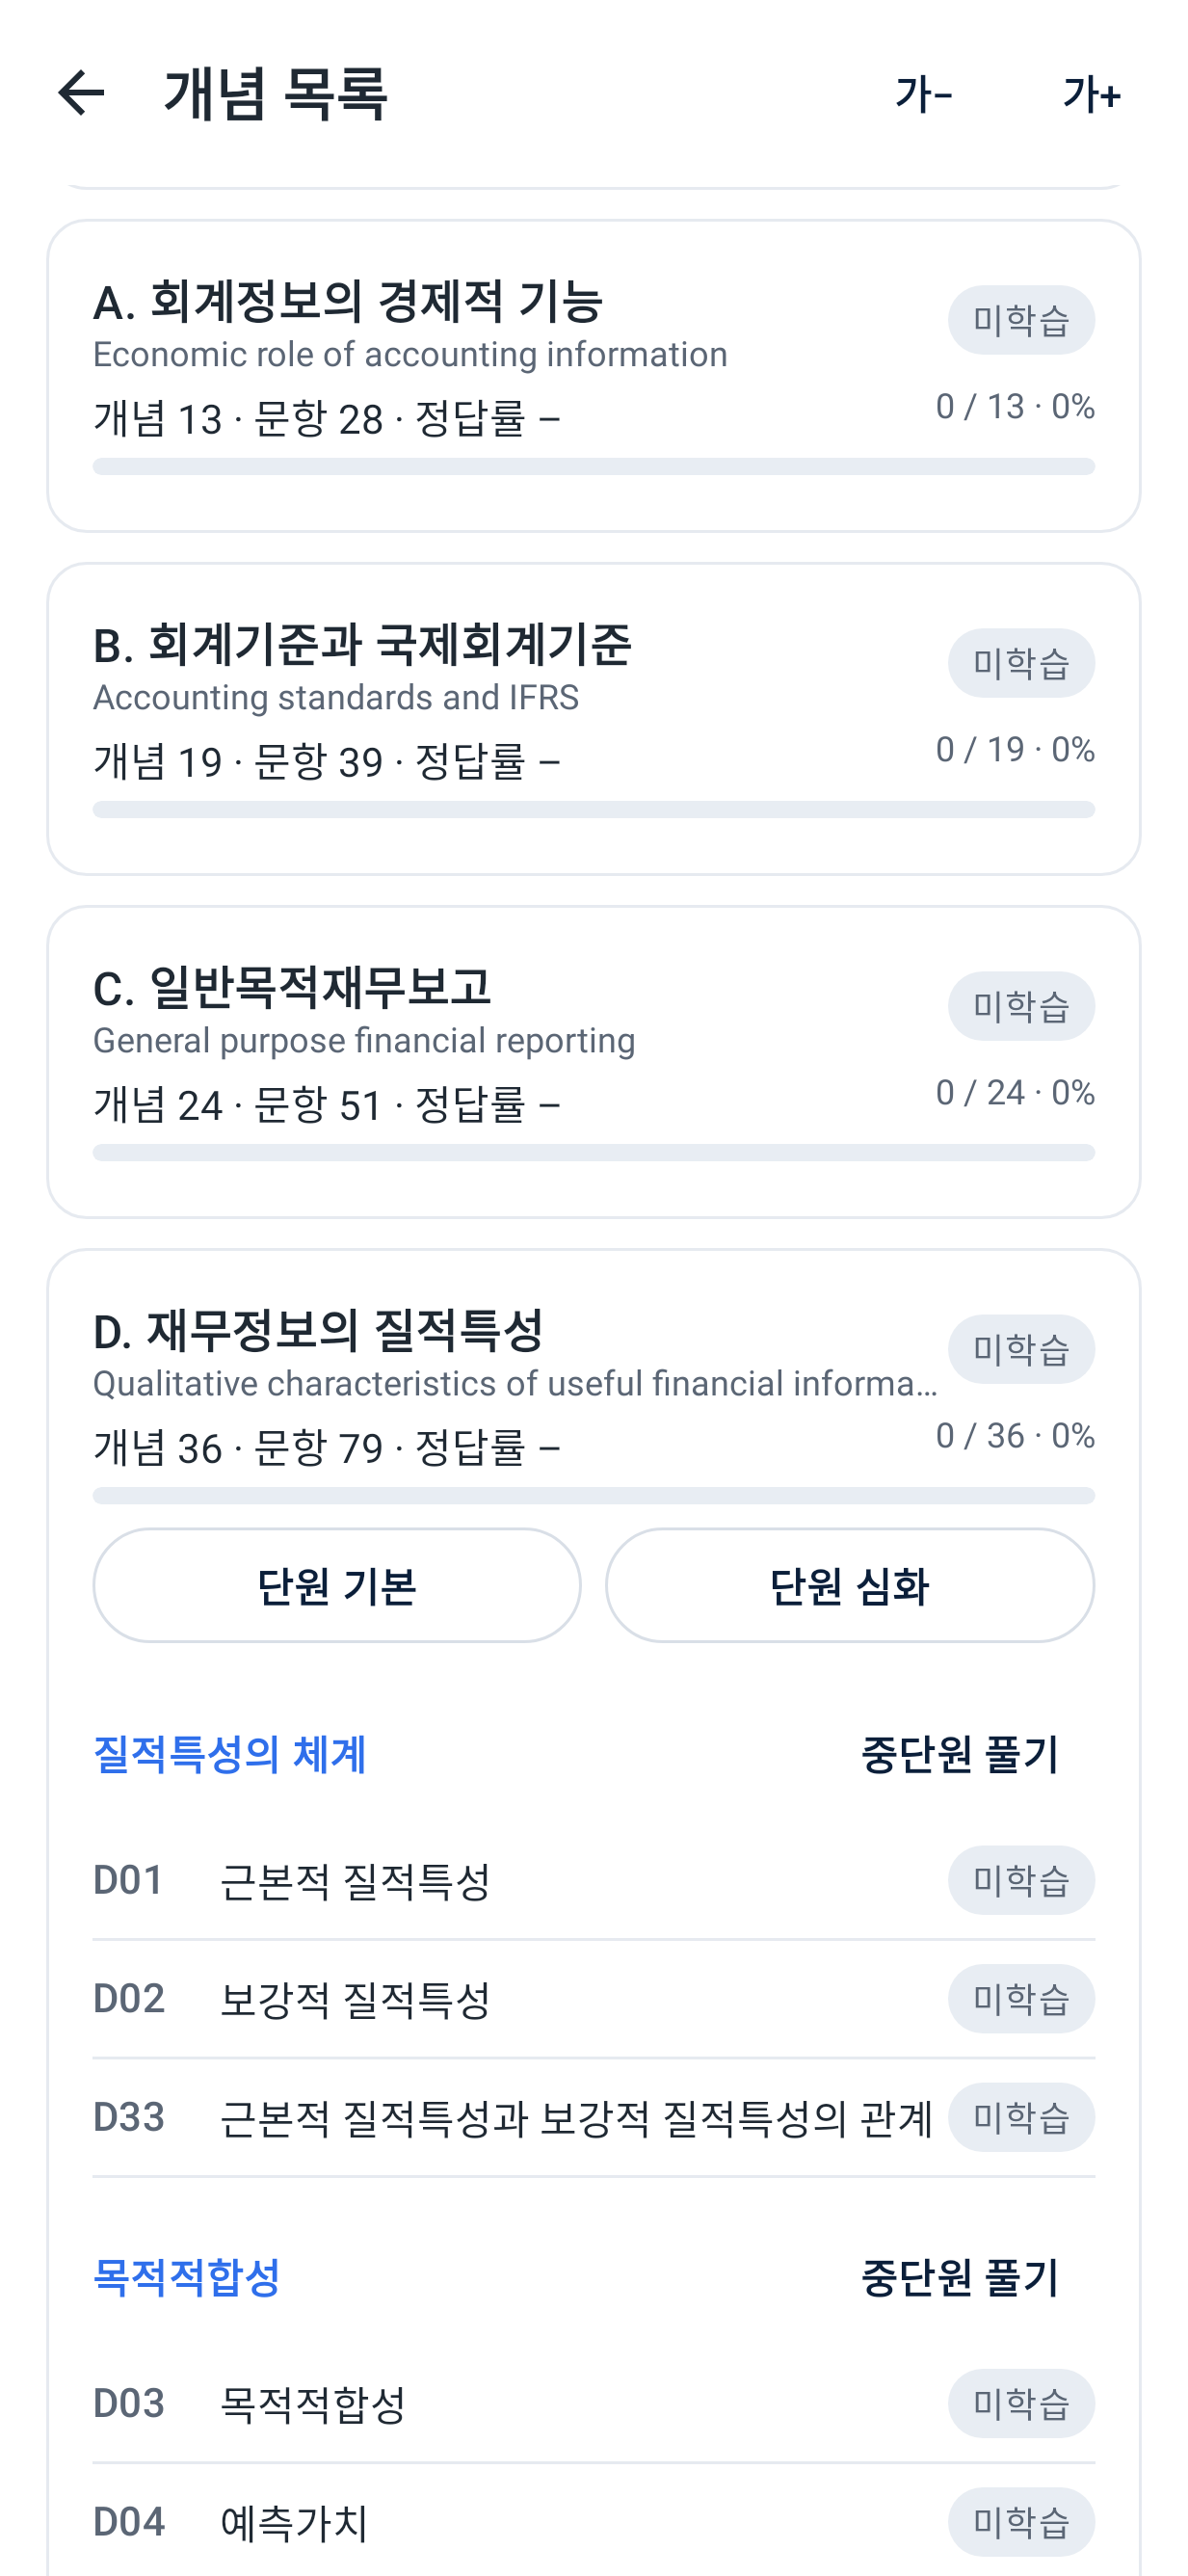 개념 목록
가-
가+
A. 회계정보의 경제적 기능
미학습
Economic role of accounting information
0 / 13 · 0%
개념 13 · 문항 28 · 정답률 –
B. 회계기준과 국제회계기준
미학습
Accounting standards and IFRS
0 / 19 · 0%
개념 19 · 문항 39 · 정답률 –
C. 일반목적재무보고
미학습
General purpose financial reporting
0 / 24 · 0%
개념 24 · 문항 51 · 정답률 –
D. 재무정보의 질적특성
미학습
Qualitative characteristics of useful financial informa...
0 / 36 · 0%
개념 36 · 문항 79 · 정답률 –
단원 기본
단원 심화
질적특성의 체계
중단원 풀기
D01 근본적 질적특성 미학습
D02 보강적 질적특성 미학습
D33 근본적 질적특성과 보강적 질적특성의 관계 미학습
목적적합성
중단원 풀기
D03 목적적합성 미학습
D04 예측가치 미학습